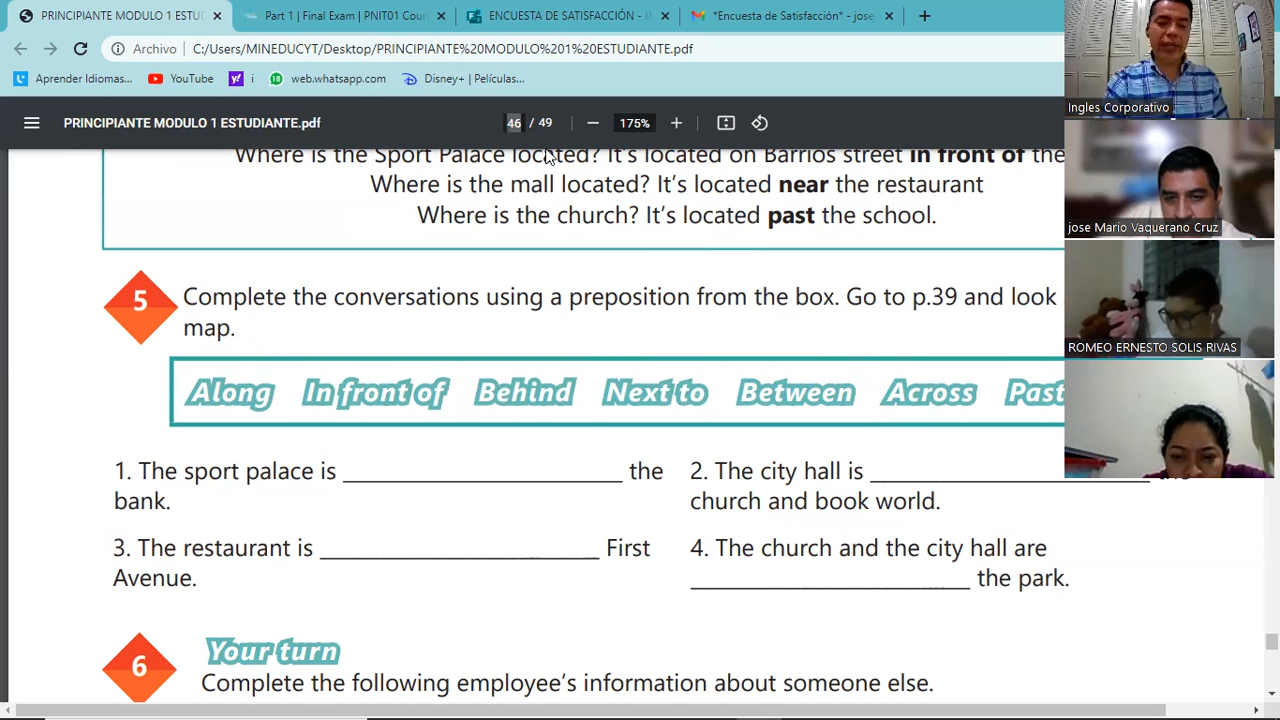 PRINCIPIANTE MODULO 1 ESTUD
Part 1 | Final Exam | PNIT01 Cour
ENCUESTA DE SATISFACCIÓN - I
*Encuesta de Satisfacción* - jose
Archivo C:/Users/MINEDUCYT/Desktop/PRINCIPIANTE%20MODULO%201%20ESTUDIANTE.pdf
Aprender Idiomas... YouTube i web.whatsapp.com Disney+ | Películas...
PRINCIPIANTE MODULO 1 ESTUDIANTE.pdf 46 / 49 175%
Ingles Corporativo
jose Mario Vaquerano Cruz
ROMEO ERNESTO SOLIS RIVAS
Where is the Sport Palace located? It's located on Barrios street in front of the
Where is the mall located? It's located near the restaurant
Where is the church? It's located past the school.
5 Complete the conversations using a preposition from the box. Go to p.39 and look
map.
Along In front of Behind Next to Between Across Past
1. The sport palace is ______________________ the
bank.
2. The city hall is ______________________
church and book world.
3. The restaurant is ______________________ First
Avenue.
4. The church and the city hall are
______________________ the park.
6 Your turn
Complete the following employee's information about someone else.